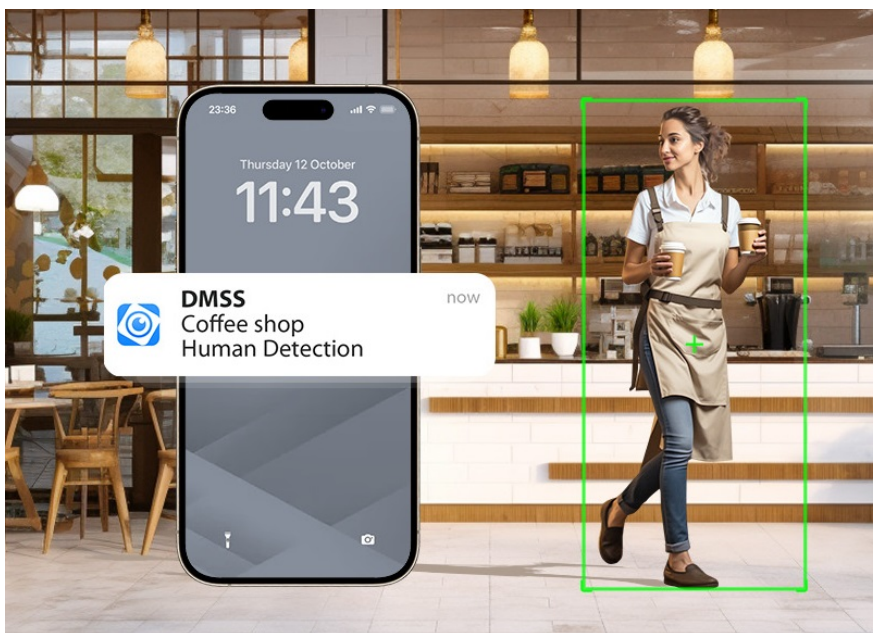 23:36
Thursday 12 October
11:43
DMSS
now
Coffee shop
Human Detection